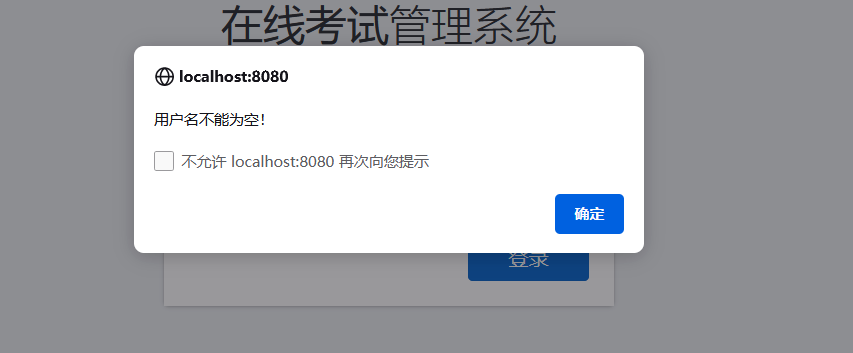 在线考试管理系统
localhost:8080
用户名不能为空!
不允许 localhost:8080 再次向您提示
确定
登录